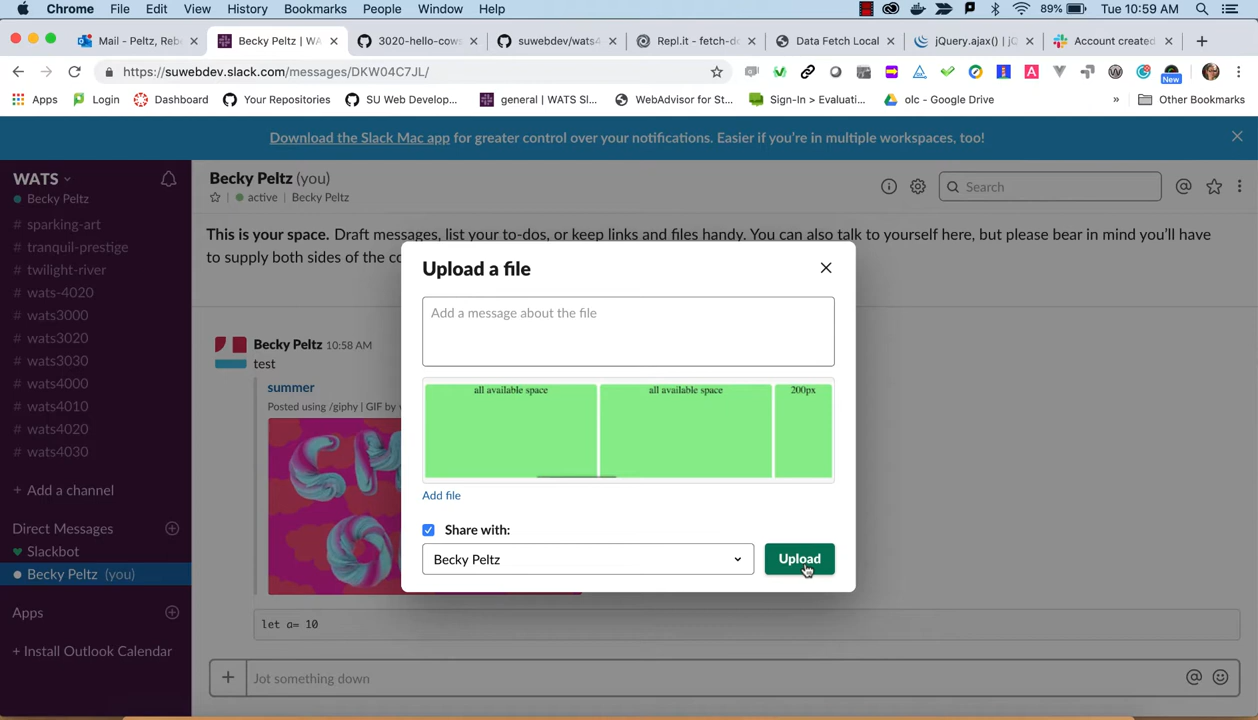 Chrome File Edit View History Bookmarks People Window Help 89% Tue 10:59 AM
Mail - Peltz, Reb Becky Peltz | WA 3020-hello-cow suwebdev/wats4 Repl.it - fetch-d Data Fetch Local jQuery.ajax() | jQ Account created
https://suwebdev.slack.com/messages/DKW04C7JL/
New
Apps Login Dashboard Your Repositories SU Web Develop... general | WATS Sl... WebAdvisor for St... Sign-In > Evaluati... olc - Google Drive » Other Bookmarks
Download the Slack Mac app for greater control over your notifications. Easier if you're in multiple workspaces, too!
WATS
Becky Peltz
# sparking-art
# tranquil-prestige
# twilight-river
# wats-4020
# wats3000
# wats3020
# wats3030
# wats4000
# wats4010
# wats4020
# wats4030
+ Add a channel
Direct Messages
Slackbot
Becky Peltz (you)
Apps
+ Install Outlook Calendar
Becky Peltz (you)
active | Becky Peltz
Search
This is your space. Draft messages, list your to-dos, or keep links and files handy. You can also talk to yourself here, but please bear in mind you'll have
to supply both sides of the co
Becky Peltz 10:58 AM
test
summer
Posted using /giphy | GIF by
Upload a file
Add a message about the file
all available space all available space 200px
Add file
Share with:
Becky Peltz
Upload
let a= 10
Jot something down